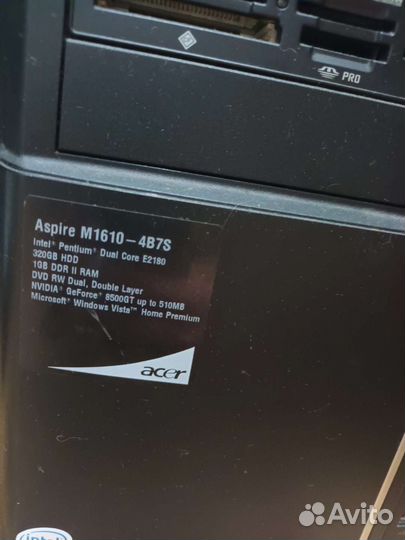 PRO
Aspire M1610-4B7S
Intel® Pentium® Dual Core E2180
320GB HDD
1GB DDR II RAM
DVD RW Dual, Double Layer
NVIDIA® GeForce® 8500GT up to 510MB
Microsoft® Windows Vista™ Home Premium
acer
intel
Avito